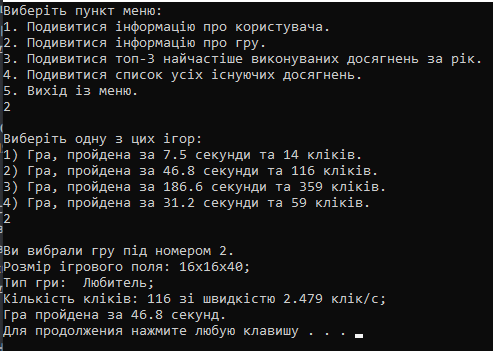 Виберіть пункт меню:
1. Подивитися інформацію про користувача.
2. Подивитися інформацію про гру.
3. Подивитися топ-3 найчастіше виконуваних досягнень за рік.
4. Подивитися список усіх існуючих досягнень.
5. Вихід із меню.
2
Виберіть одну з цих ігор:
1) Гра, пройдена за 7.5 секунди та 14 кліків.
2) Гра, пройдена за 46.8 секунди та 116 кліків.
3) Гра, пройдена за 186.6 секунди та 359 кліків.
4) Гра, пройдена за 31.2 секунди та 59 кліків.
2
Ви вибрали гру під номером 2.
Розмір ігрового поля: 16x16x40;
Тип гри:  Любитель;
Кількість кліків: 116 зі швидкістю 2.479 клік/с;
Гра пройдена за 46.8 секунд.
Для продолжения нажмите любую клавишу . . .